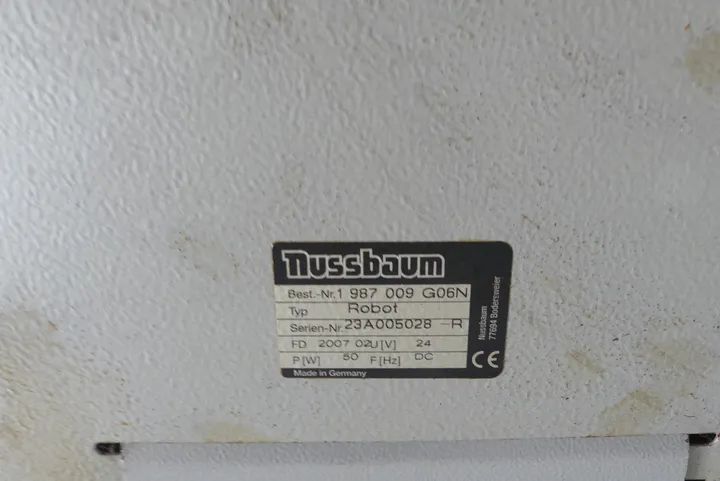 nussbaum
Best.-Nr. 1 987 009 G06N
Typ Robot
Serien-Nr. 23A005028 -R
FD 2007 02 U[V] 24
P[W] 50 F[Hz] DC
Made in Germany
Nussbaum
77694 Bodersweier
CE